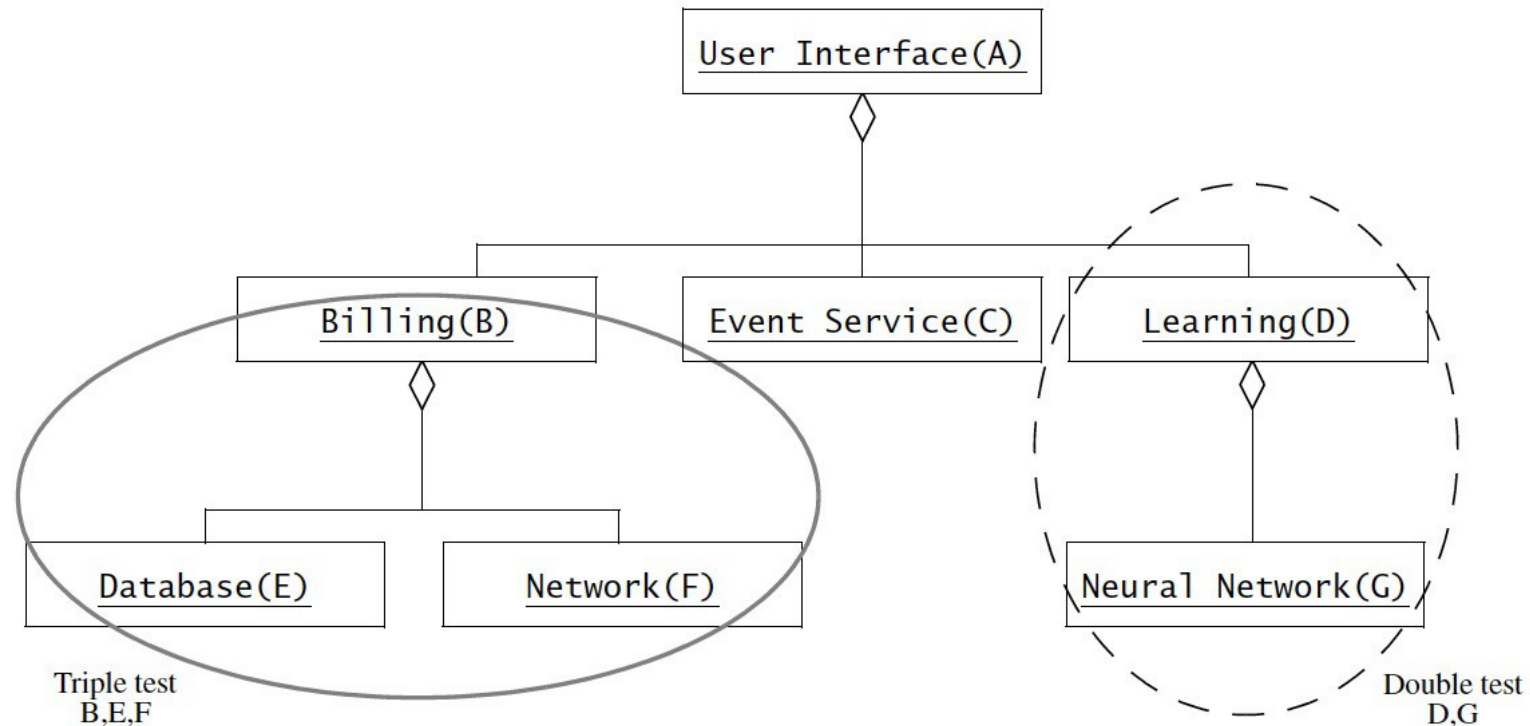 User Interface(A)
Billing(B)
Event Service(C)
Learning(D)
Database(E)
Network(F)
Neural Network(G)
Triple test
B,E,F
Double test
D,G